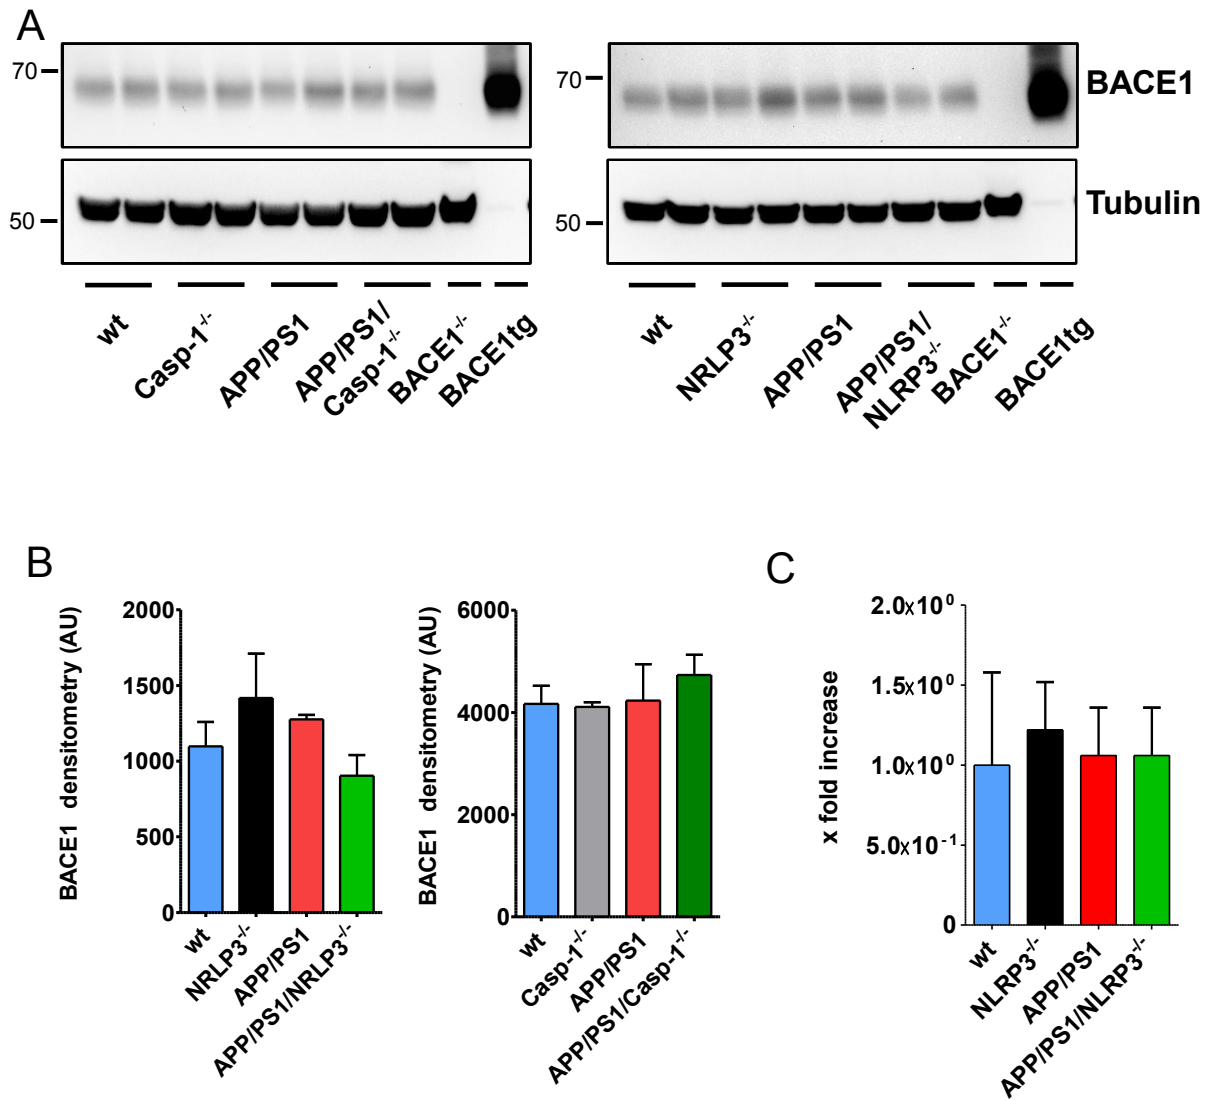 A
70
50
70
50
BACE1
Tubulin
wt
Casp-1-/-
APP/PS1
APP/PS1/
Casp-1-/-
BACE1-/-
BACE1tg
wt
NRLP3-/-
APP/PS1
APP/PS1/
NLRP3-/-
BACE1-/-
BACE1tg
B
BACE1 densitometry (AU)
2000
1500
1000
500
0
wt
NRLP3-/-
APP/PS1
APP/PS1/NRLP3-/-
BACE1 densitometry (AU)
6000
4000
2000
0
wt
Casp-1-/-
APP/PS1
APP/PS1/Casp-1-/-
C
x fold increase
2.0x10⁰
1.5x10⁰
1.0x10⁰
5.0x10⁻¹
0
wt
NLRP3-/-
APP/PS1
APP/PS1/NLRP3-/-